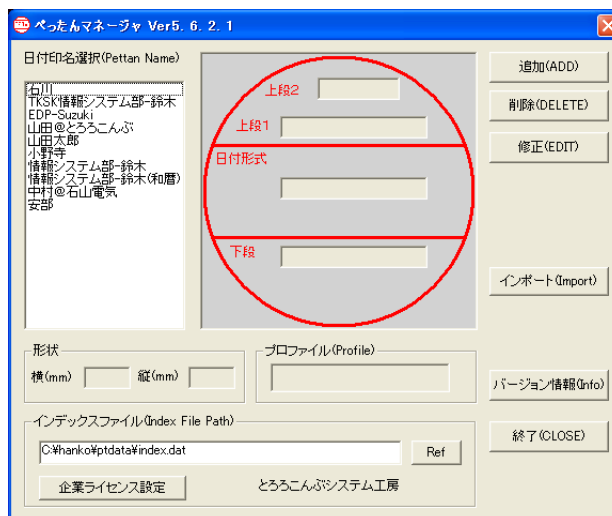 ぺったんマネージャ Ver5. 6. 2. 1
日付印名選択(Pettan Name)
石川
TKSK情報システム部-鈴木
EDP-Suzuki
山田@とろろこんぶ
山田太郎
小野寺
情報システム部-鈴木
情報システム部-鈴木(和暦)
中村@石山電気
安部
上段2
上段1
日付形式
下段
追加(ADD)
削除(DELETE)
修正(EDIT)
インポート(Import)
バージョン情報(Info)
終了(CLOSE)
形状
横(mm)
縦(mm)
プロファイル(Profile)
インデックスファイル(Index File Path)
C:¥hanko¥ptdata¥index.dat
Ref
企業ライセンス設定
とろろこんぶシステム工房